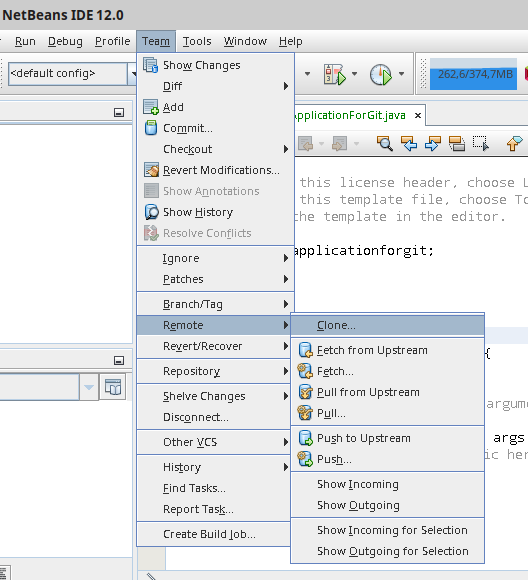 NetBeans IDE 12.0
Run Debug Profile Team Tools Window Help
<default config>
262,6/374,7MB
pplicationForGit.java
this license header, choose L
this template file, choose To
the template in the editor.
applicationforgit;
{
argume
args
ic her
Show Changes
Diff
Add
Commit...
Checkout
Revert Modifications...
Show Annotations
Show History
Resolve Conflicts
Ignore
Patches
Branch/Tag
Remote
Revert/Recover
Repository
Shelve Changes
Disconnect...
Other VCS
History
Find Tasks...
Report Task...
Create Build Job...
Clone...
Fetch from Upstream
Fetch...
Pull from Upstream
Pull...
Push to Upstream
Push...
Show Incoming
Show Outgoing
Show Incoming for Selection
Show Outgoing for Selection